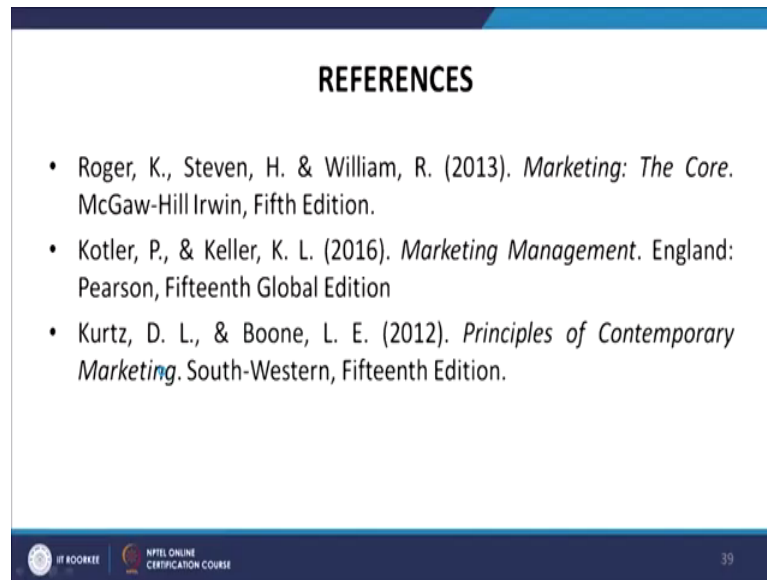 REFERENCES
• Roger, K., Steven, H. & William, R. (2013). Marketing: The Core.
McGaw-Hill Irwin, Fifth Edition.
• Kotler, P., & Keller, K. L. (2016). Marketing Management. England:
Pearson, Fifteenth Global Edition
• Kurtz, D. L., & Boone, L. E. (2012). Principles of Contemporary
Marketing. South-Western, Fifteenth Edition.
IIT ROORKEE
NPTEL ONLINE
CERTIFICATION COURSE
39